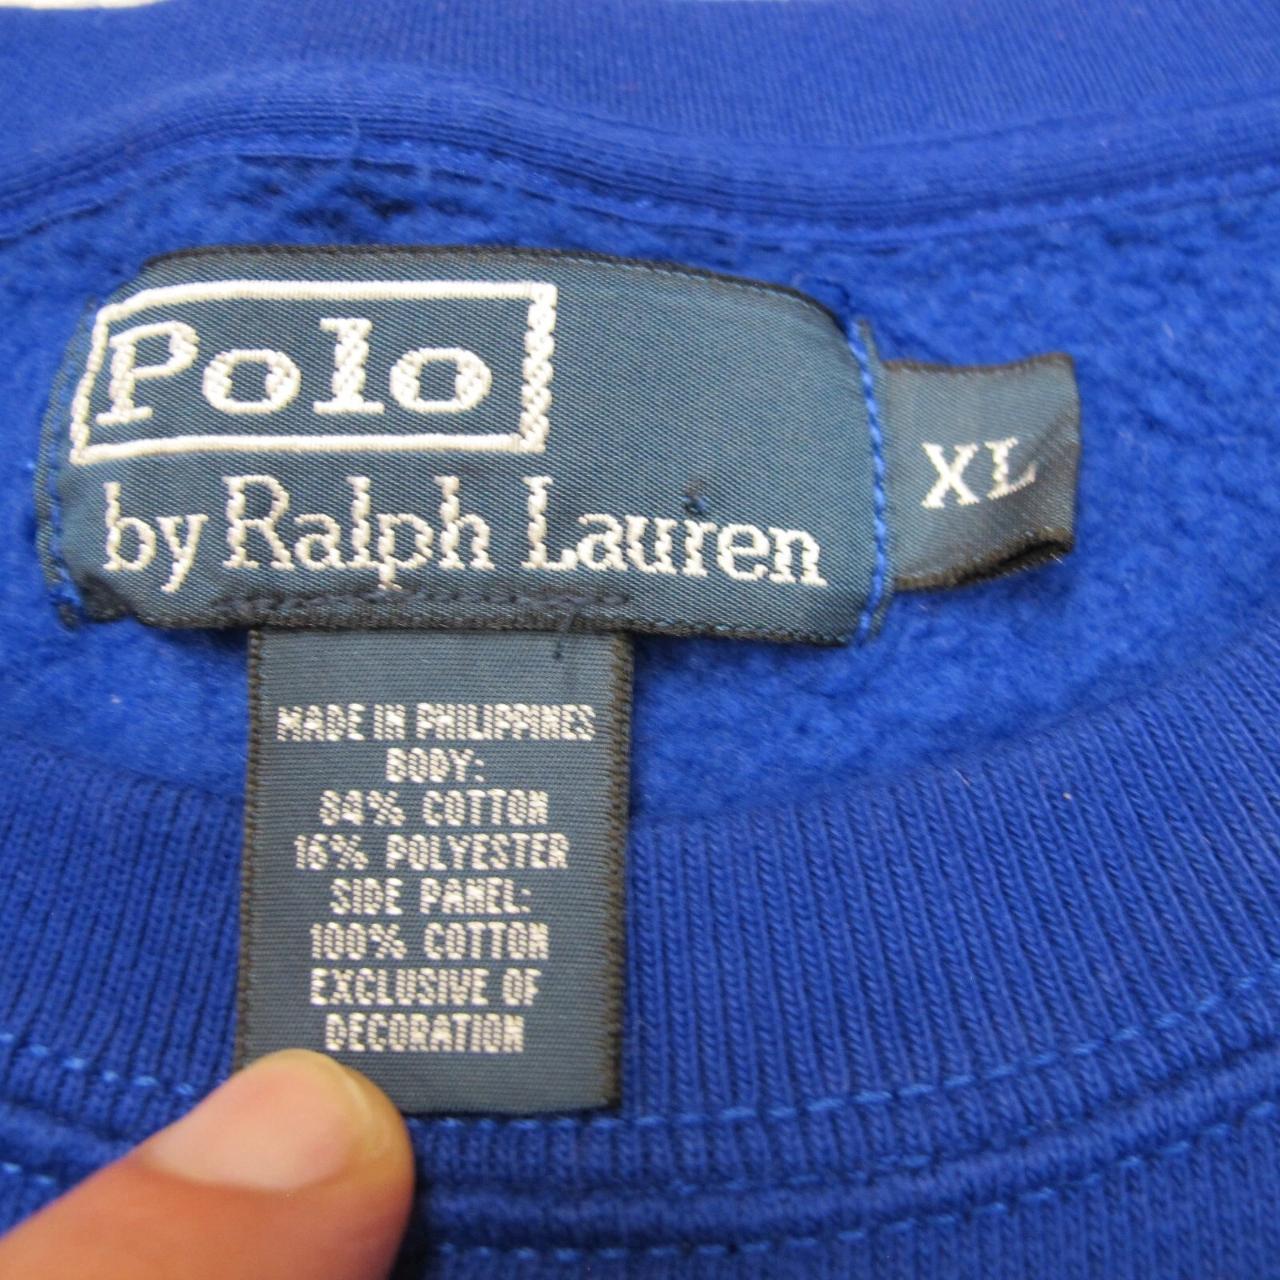 Polo
by Ralph Lauren
XL
MADE IN PHILIPPINES
BODY:
84% COTTON
16% POLYESTER
SIDE PANEL:
100% COTTON
EXCLUSIVE OF
DECORATION